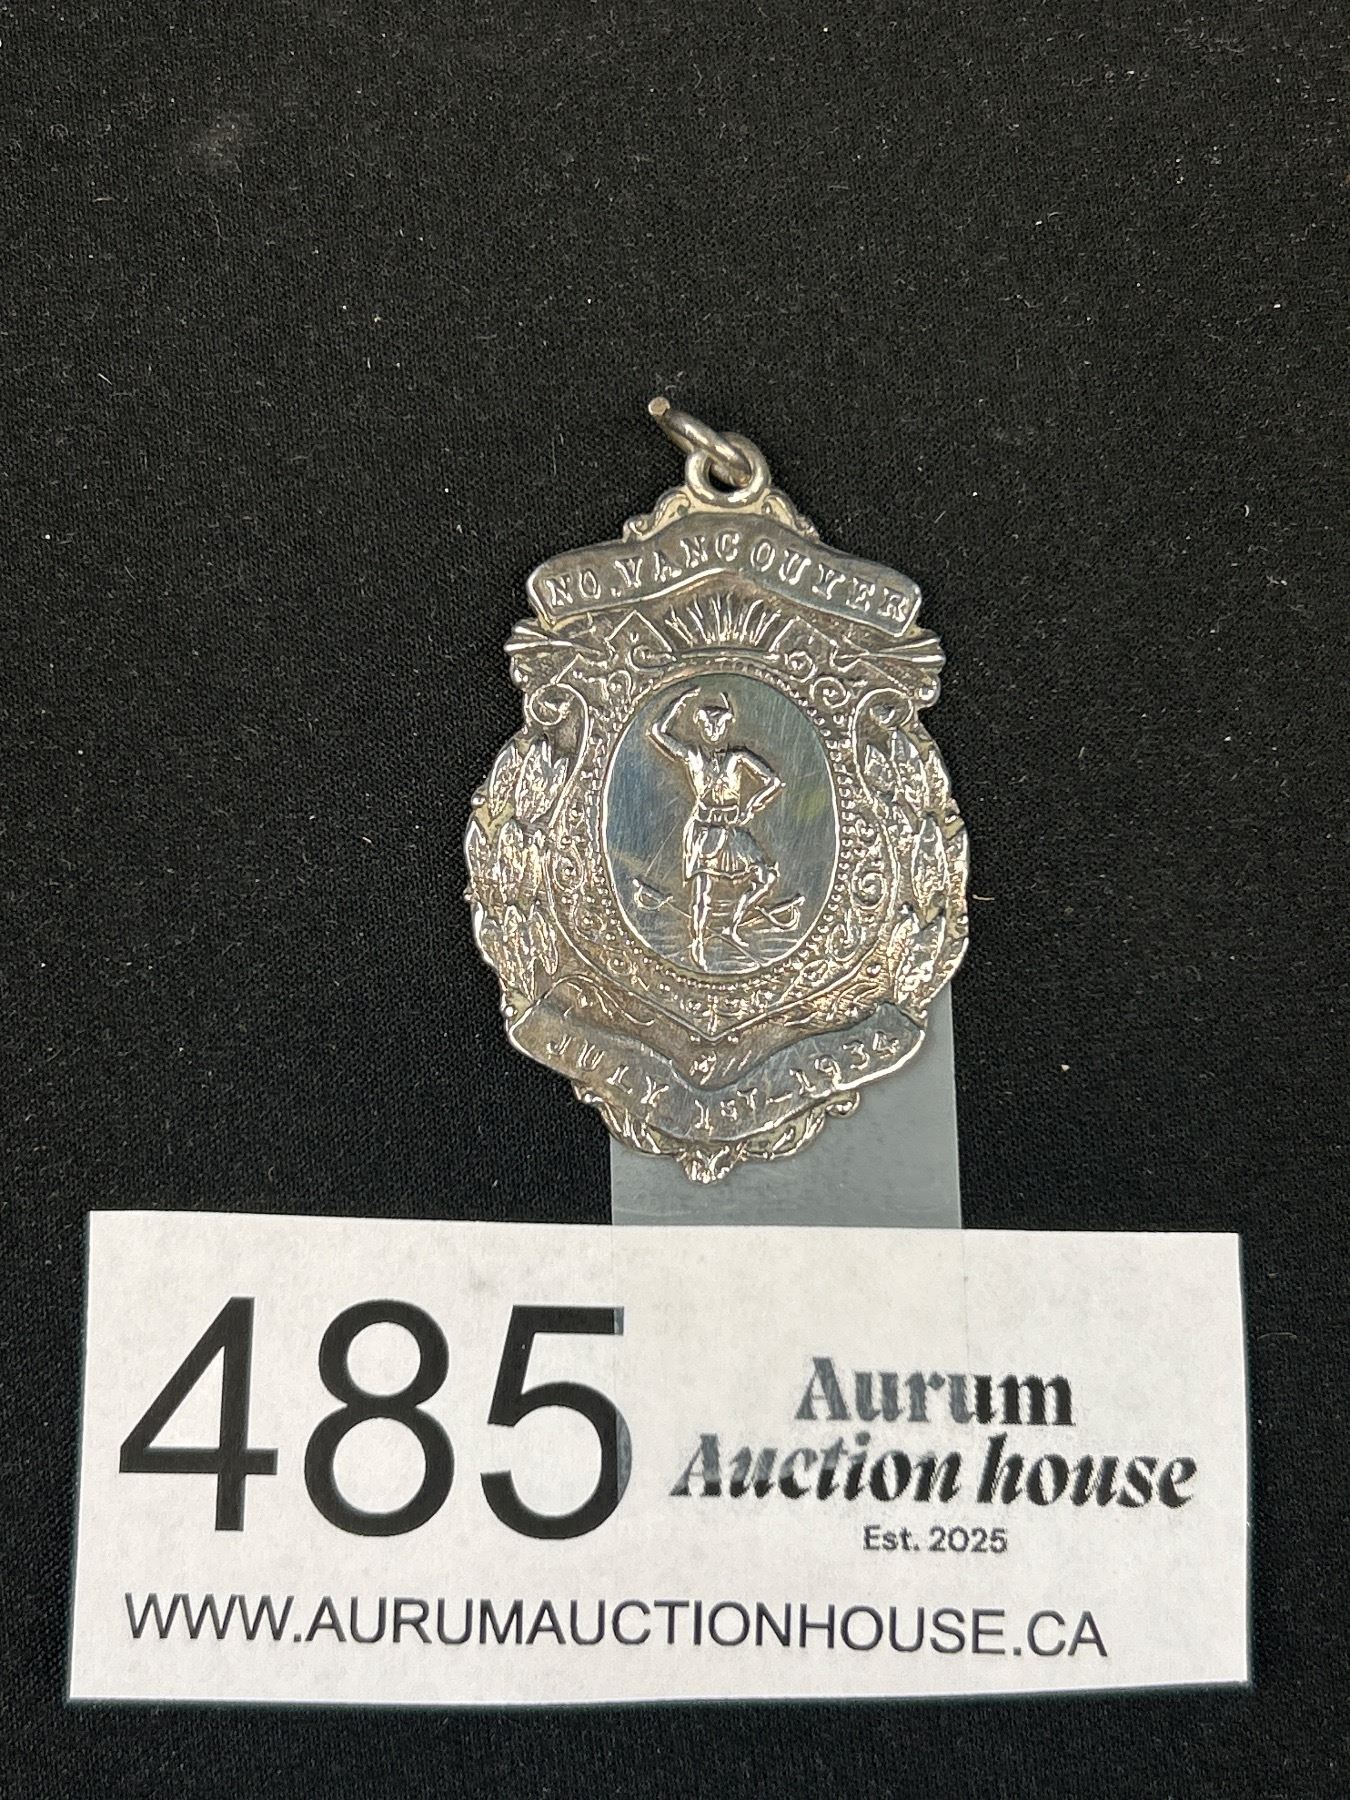 NO. VANCOUVER
JULY 1ST-1934
485
Aurum
Auction house
Est. 2025
WWW.AURUMAUCTIONHOUSE.CA